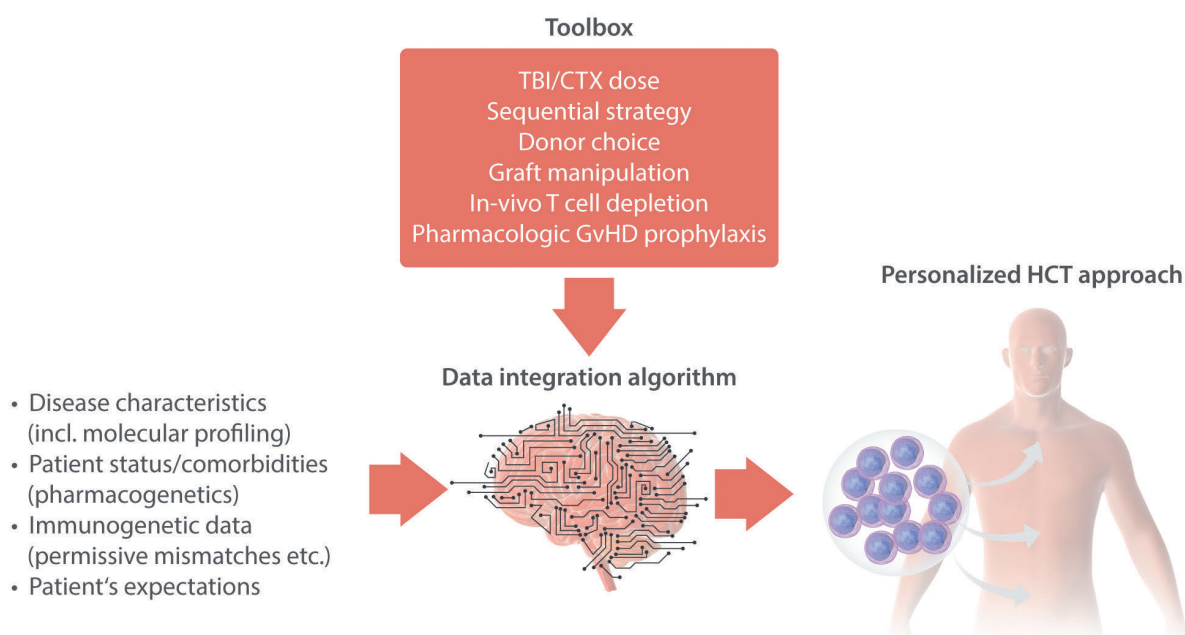 Toolbox
TBI/CTX dose
Sequential strategy
Donor choice
Graft manipulation
In-vivo T cell depletion
Pharmacologic GvHD prophylaxis
Personalized HCT approach
Data integration algorithm
• Disease characteristics
(incl. molecular profiling)
• Patient status/comorbidities
(pharmacogenetics)
• Immunogenetic data
(permissive mismatches etc.)
• Patient‘s expectations